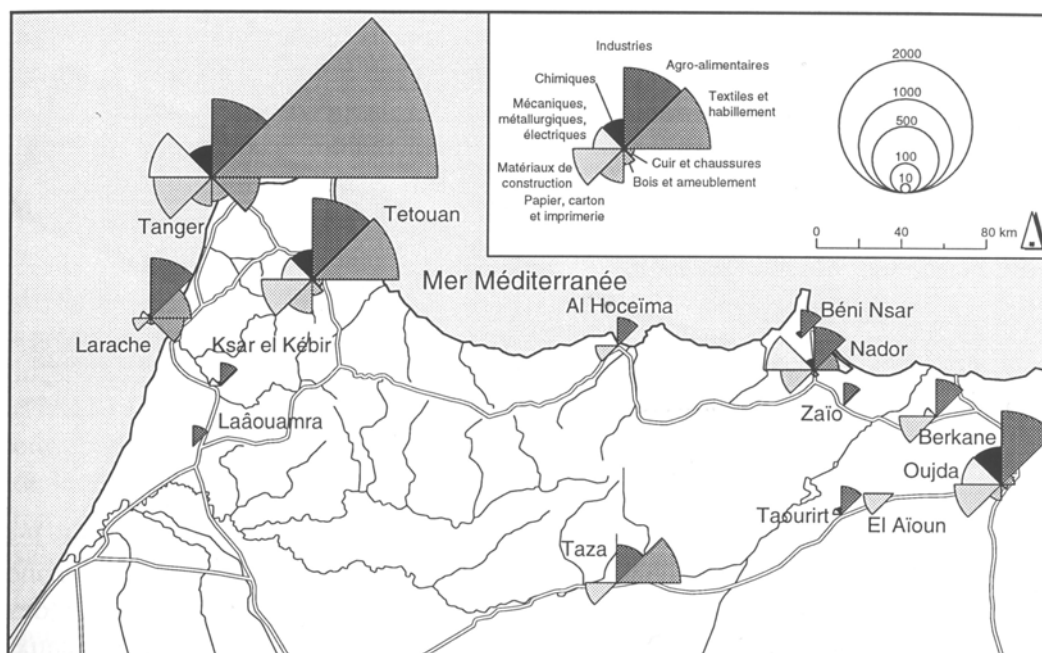 Industries
Agro-alimentaires
Chimiques
Textiles et
habillement
Mécaniques,
métallurgiques,
électriques
Cuir et chaussures
Matériaux de
construction
Bois et ameublement
Papier, carton
et imprimerie
2000
1000
500
100
10
0 40 80 km
Tanger
Tetouan
Mer Méditerranée
Al Hoceïma
Béni Nsar
Larache
Ksar el Kébir
Nador
Zaïo
Laâouamra
Berkane
Oujda
Taourirt
El Aïoun
Taza